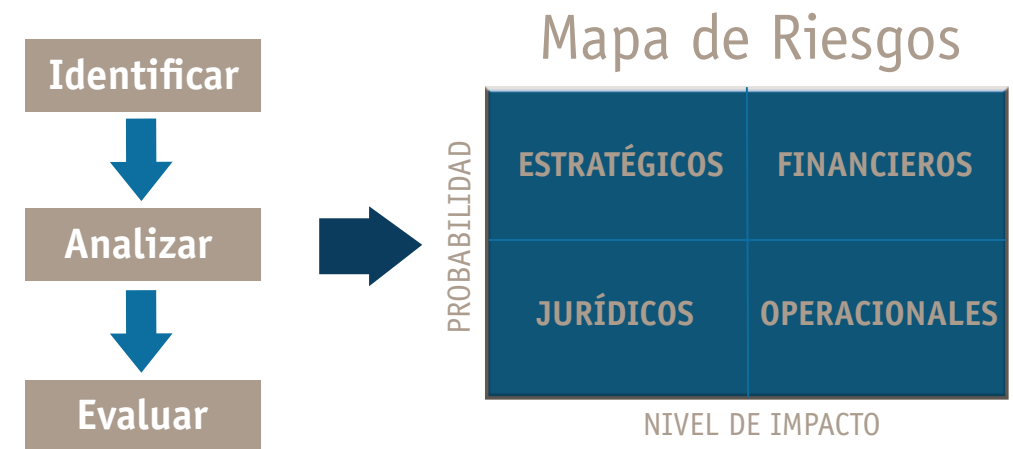 Identificar
Analizar
Evaluar
Mapa de Riesgos
PROBABILIDAD
ESTRATÉGICOS
FINANCIEROS
JURÍDICOS
OPERACIONALES
NIVEL DE IMPACTO